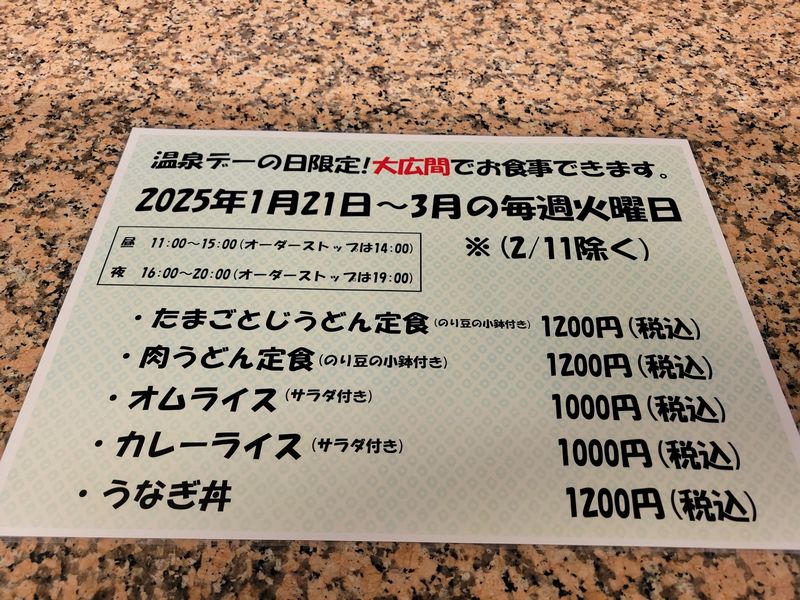 温泉デーの日限定!大広間でお食事できます。
2025年1月21日～3月の毎週火曜日
※(2/11除く)
昼 11:00～15:00(オーダーストップは14:00)
夜 16:00～20:00(オーダーストップは19:00)
・たまごとじうどん定食(のり豆の小鉢付き) 1200円(税込)
・肉うどん定食(のり豆の小鉢付き) 1200円(税込)
・オムライス(サラダ付き) 1000円(税込)
・カレーライス(サラダ付き) 1000円(税込)
・うなぎ丼 1200円(税込)